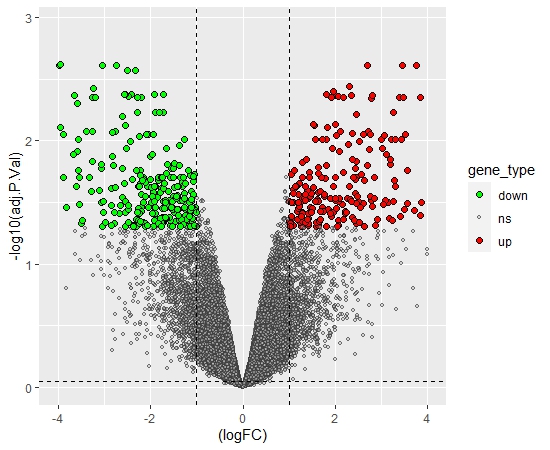 3
2
1
0
-log10(adj.P.Val)
-4
-2
0
2
4
(logFC)
gene_type
down
ns
up